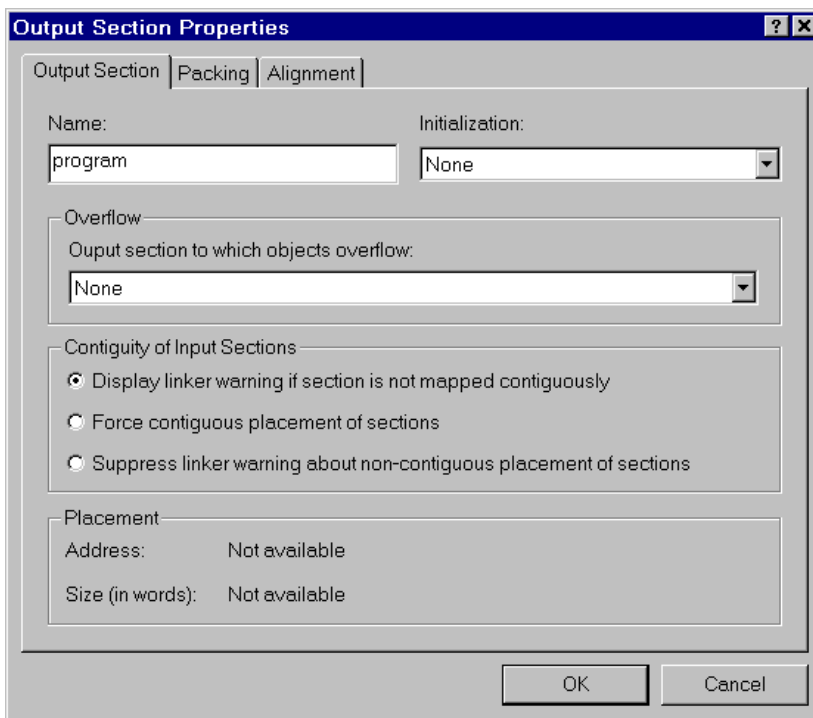 Output Section Properties
Output Section Packing Alignment
Name: Initialization:
program None
Overflow
Ouput section to which objects overflow:
None
Contiguity of Input Sections
Display linker warning if section is not mapped contiguously
Force contiguous placement of sections
Suppress linker warning about non-contiguous placement of sections
Placement
Address: Not available
Size (in words): Not available
OK Cancel